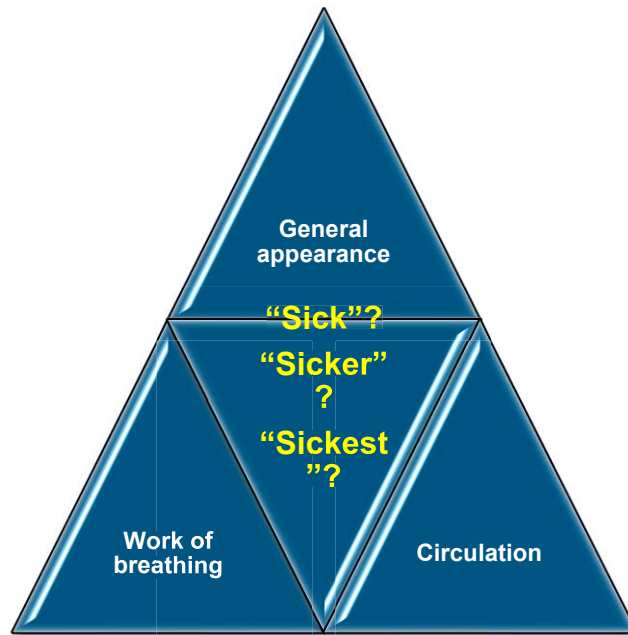 General
appearance
“Sick”?
“Sicker”
?
“Sickest
”?
Work of
breathing
Circulation